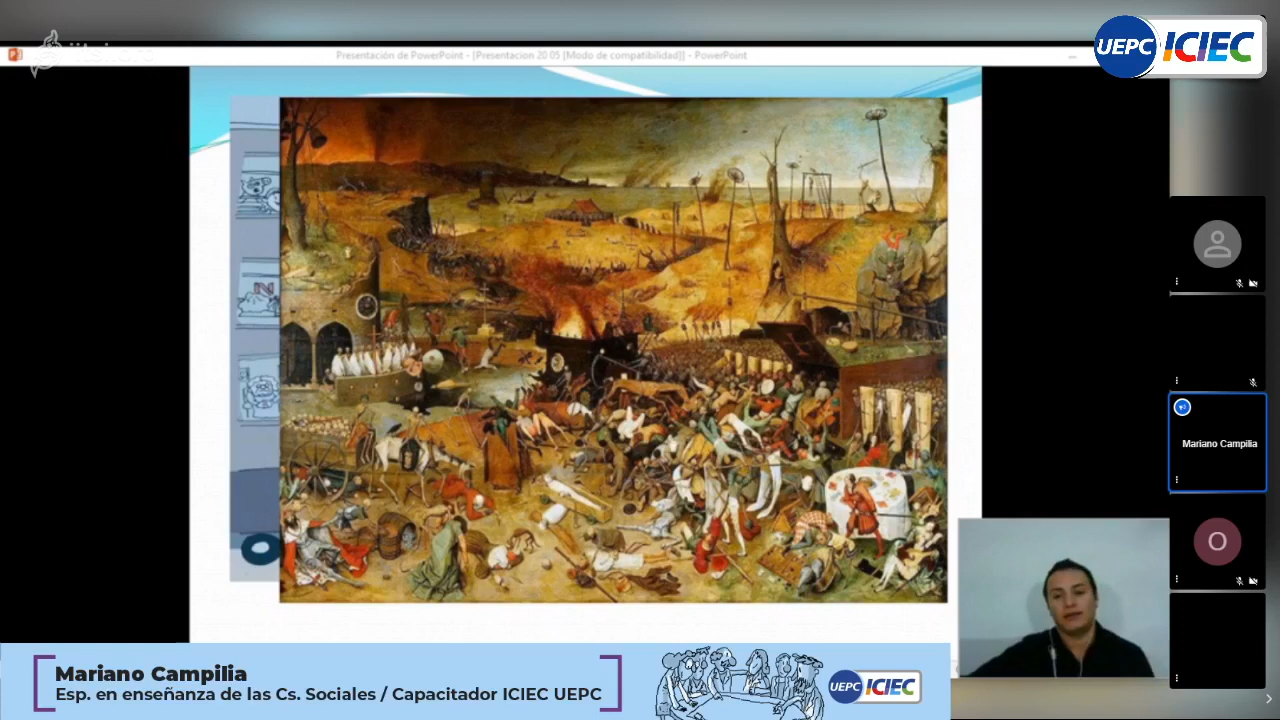 Presentación de PowerPoint - [Presentacion 20 05 [Modo de compatibilidad]] - PowerPoint
UEPC ICIEC
Mariano Campilia
O
Mariano Campilia
Esp. en enseñanza de las Cs. Sociales / Capacitador ICIEC UEPC
UEPC ICIEC